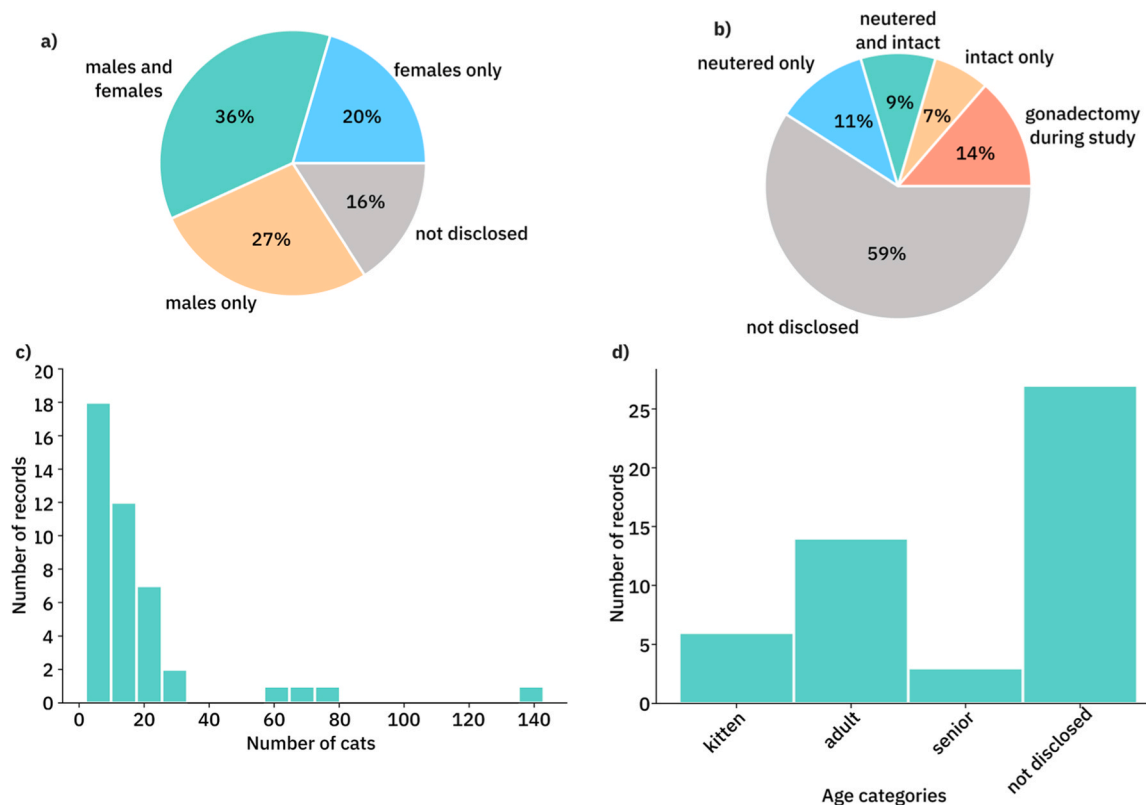 a)
males and
females
36%
females only
20%
16%
not disclosed
27%
males only
b)
neutered
and intact
neutered only
intact only
9%
7%
11%
gonadectomy
during study
14%
59%
not disclosed
c)
20
18
16
14
12
10
8
6
4
2
0
Number of records
0 20 40 60 80 100 120 140
Number of cats
d)
25
20
15
10
5
0
Number of records
kitten
adult
senior
not disclosed
Age categories